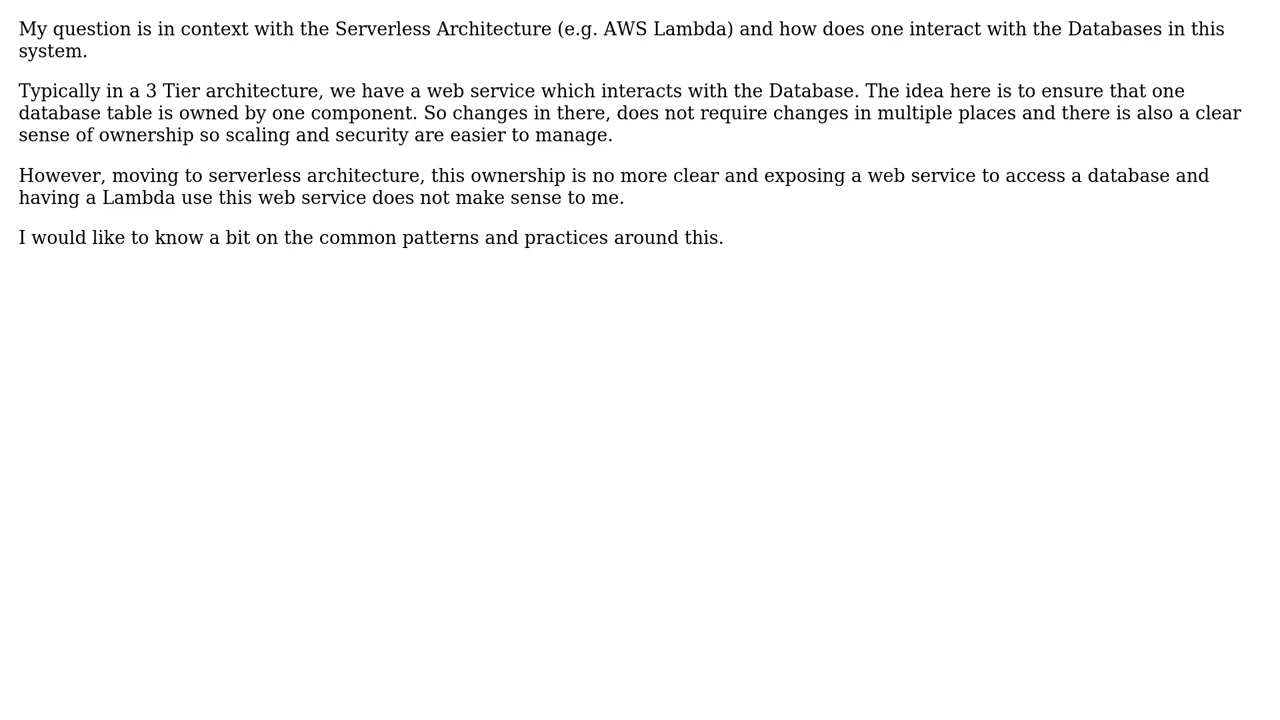 My question is in context with the Serverless Architecture (e.g. AWS Lambda) and how does one interact with the Databases in this
system.
Typically in a 3 Tier architecture, we have a web service which interacts with the Database. The idea here is to ensure that one
database table is owned by one component. So changes in there, does not require changes in multiple places and there is also a clear
sense of ownership so scaling and security are easier to manage.
However, moving to serverless architecture, this ownership is no more clear and exposing a web service to access a database and
having a Lambda use this web service does not make sense to me.
I would like to know a bit on the common patterns and practices around this.